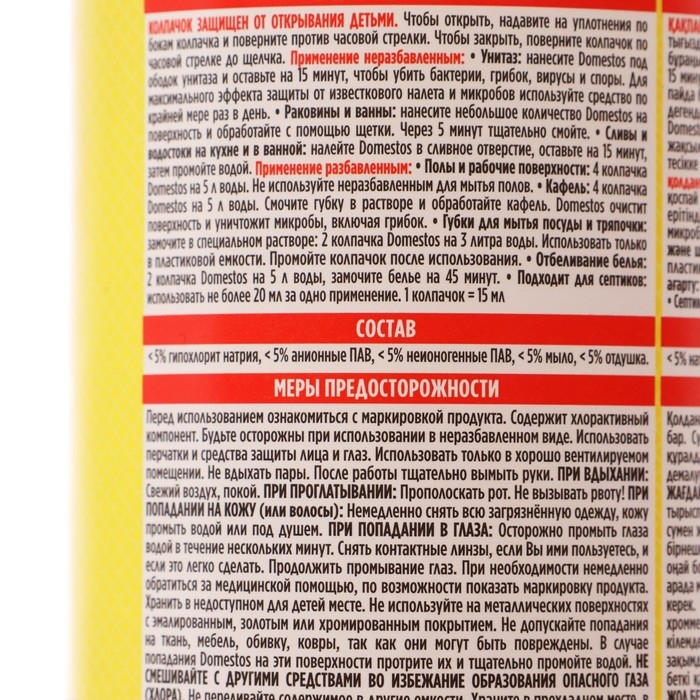 КОЛПАЧОК ЗАЩИЩЕН ОТ ОТКРЫВАНИЯ ДЕТЬМИ. Чтобы открыть, надавите на уплотнения по
бокам колпачка и поверните против часовой стрелки. Чтобы закрыть, поверните колпачок по
часовой стрелке до щелчка. Применение неразбавленным: • Унитаз: нанесите Domestos под
ободок унитаза и оставьте на 15 минут, чтобы убить бактерии, грибок, вирусы и споры. Для
максимального эффекта защиты от известкового налета и микробов используйте средство по
крайней мере раз в день. • Раковины и ванны: нанесите небольшое количество Domestos на
поверхность и обработайте с помощью щетки. Через 5 минут тщательно смойте. • Сливы и
водостоки на кухне и в ванной: налейте Domestos в сливное отверстие, оставьте на 15 минут,
затем промойте водой. Применение разбавленным: • Полы и рабочие поверхности: 4 колпачка
Domestos на 5 л воды. Не используйте неразбавленным для мытья полов. • Кафель: 4 колпачка
Domestos на 5 л воды. Смочите губку в растворе и обработайте кафель. Domestos очистит
поверхность и уничтожит микробы, включая грибок. • Губки для мытья посуды и тряпочки:
замочите в специальном растворе: 2 колпачка Domestos на 3 литра воды. Использовать только
в пластиковой емкости. Промойте колпачок после использования. • Отбеливание белья:
2 колпачка Domestos на 5 л воды, замочите белье на 45 минут. • Подходит для септиков:
использовать не более 20 мл за одно применение. 1 колпачок = 15 мл
СОСТАВ
<5% гипохлорит натрия, <5% анионные ПАВ, <5% неионогенные ПАВ, <5% мыло, <5% отдушка.
МЕРЫ ПРЕДОСТОРОЖНОСТИ
Перед использованием ознакомиться с маркировкой продукта. Содержит хлорактивный
компонент. Будьте осторожны при использовании в неразбавленном виде. Использовать
перчатки и средства защиты лица и глаз. Использовать только в хорошо вентилируемом
помещении. Не вдыхать пары. После работы тщательно вымыть руки. ПРИ ВДЫХАНИИ:
Свежий воздух, покой. ПРИ ПРОГЛАТЫВАНИИ: Прополоскать рот. Не вызывать рвоту! ПРИ
ПОПАДАНИИ НА КОЖУ (или волосы): Немедленно снять всю загрязнённую одежду, кожу
промыть водой или под душем. ПРИ ПОПАДАНИИ В ГЛАЗА: Осторожно промыть глаза
водой в течение нескольких минут. Снять контактные линзы, если Вы ими пользуетесь, и
если это легко сделать. Продолжить промывание глаз. При необходимости немедленно
обратиться за медицинской помощью, по возможности показать маркировку продукта.
Хранить в недоступном для детей месте. Не используйте на металлических поверхностях
с эмалированным, золотым или хромированным покрытием. Не допускайте попадания
на ткань, мебель, обивку, ковры, так как они могут быть повреждены. В случае
попадания Domestos на эти поверхности протрите их и тщательно промойте водой. НЕ
СМЕШИВАЙТЕ С ДРУГИМИ СРЕДСТВАМИ ВО ИЗБЕЖАНИЕ ОБРАЗОВАНИЯ ОПАСНОГО ГАЗА
(ХЛОРА). Не переливайте содержимое в другие емкости. Хранить в прохладном месте. В